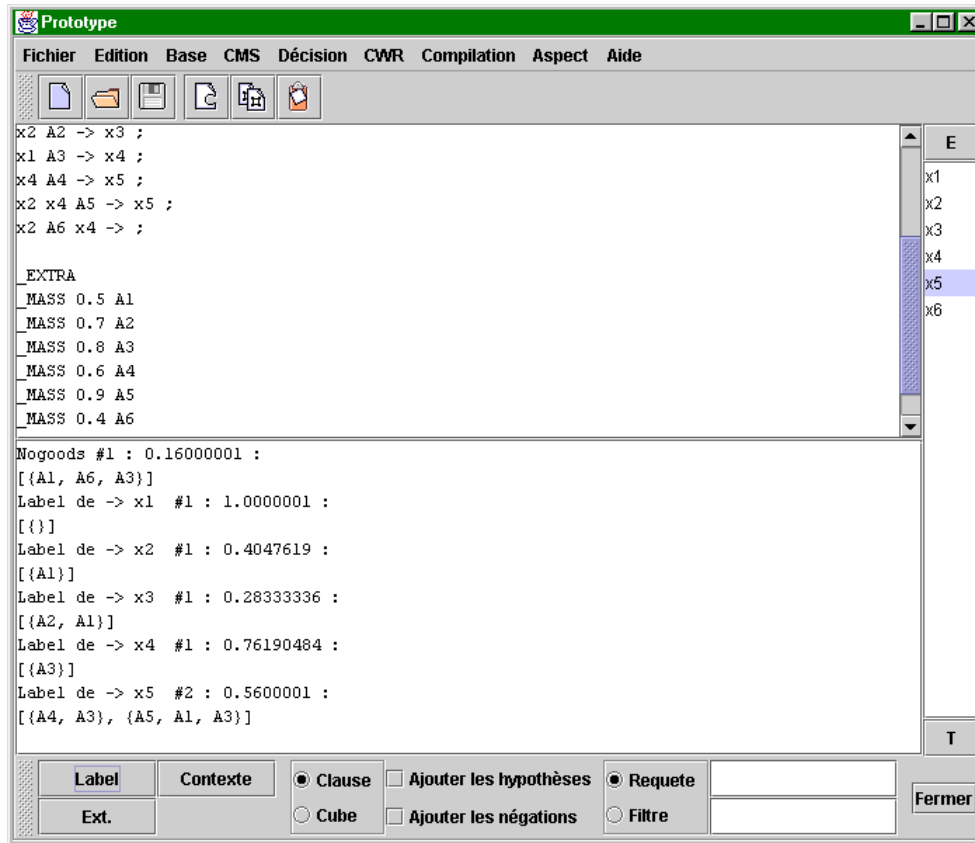 Prototype
Fichier Edition Base CMS Décision CWR Compilation Aspect Aide
x2 A2 -> x3 ;
x1 A3 -> x4 ;
x4 A4 -> x5 ;
x2 x4 A5 -> x5 ;
x2 A6 x4 -> ;
_EXTRA
_MASS 0.5 A1
_MASS 0.7 A2
_MASS 0.8 A3
_MASS 0.6 A4
_MASS 0.9 A5
_MASS 0.4 A6
E
x1
x2
x3
x4
x5
x6
T
Nogoods #1 : 0.16000001 :
[{A1, A6, A3}]
Label de -> x1 #1 : 1.0000001 :
[{}]
Label de -> x2 #1 : 0.4047619 :
[{A1}]
Label de -> x3 #1 : 0.28333336 :
[{A2, A1}]
Label de -> x4 #1 : 0.76190484 :
[{A3}]
Label de -> x5 #2 : 0.5600001 :
[{A4, A3}, {A5, A1, A3}]
Label Contexte Clause Ajouter les hypothèses Requete
Fermer
Ext. Cube Ajouter les négations Filtre